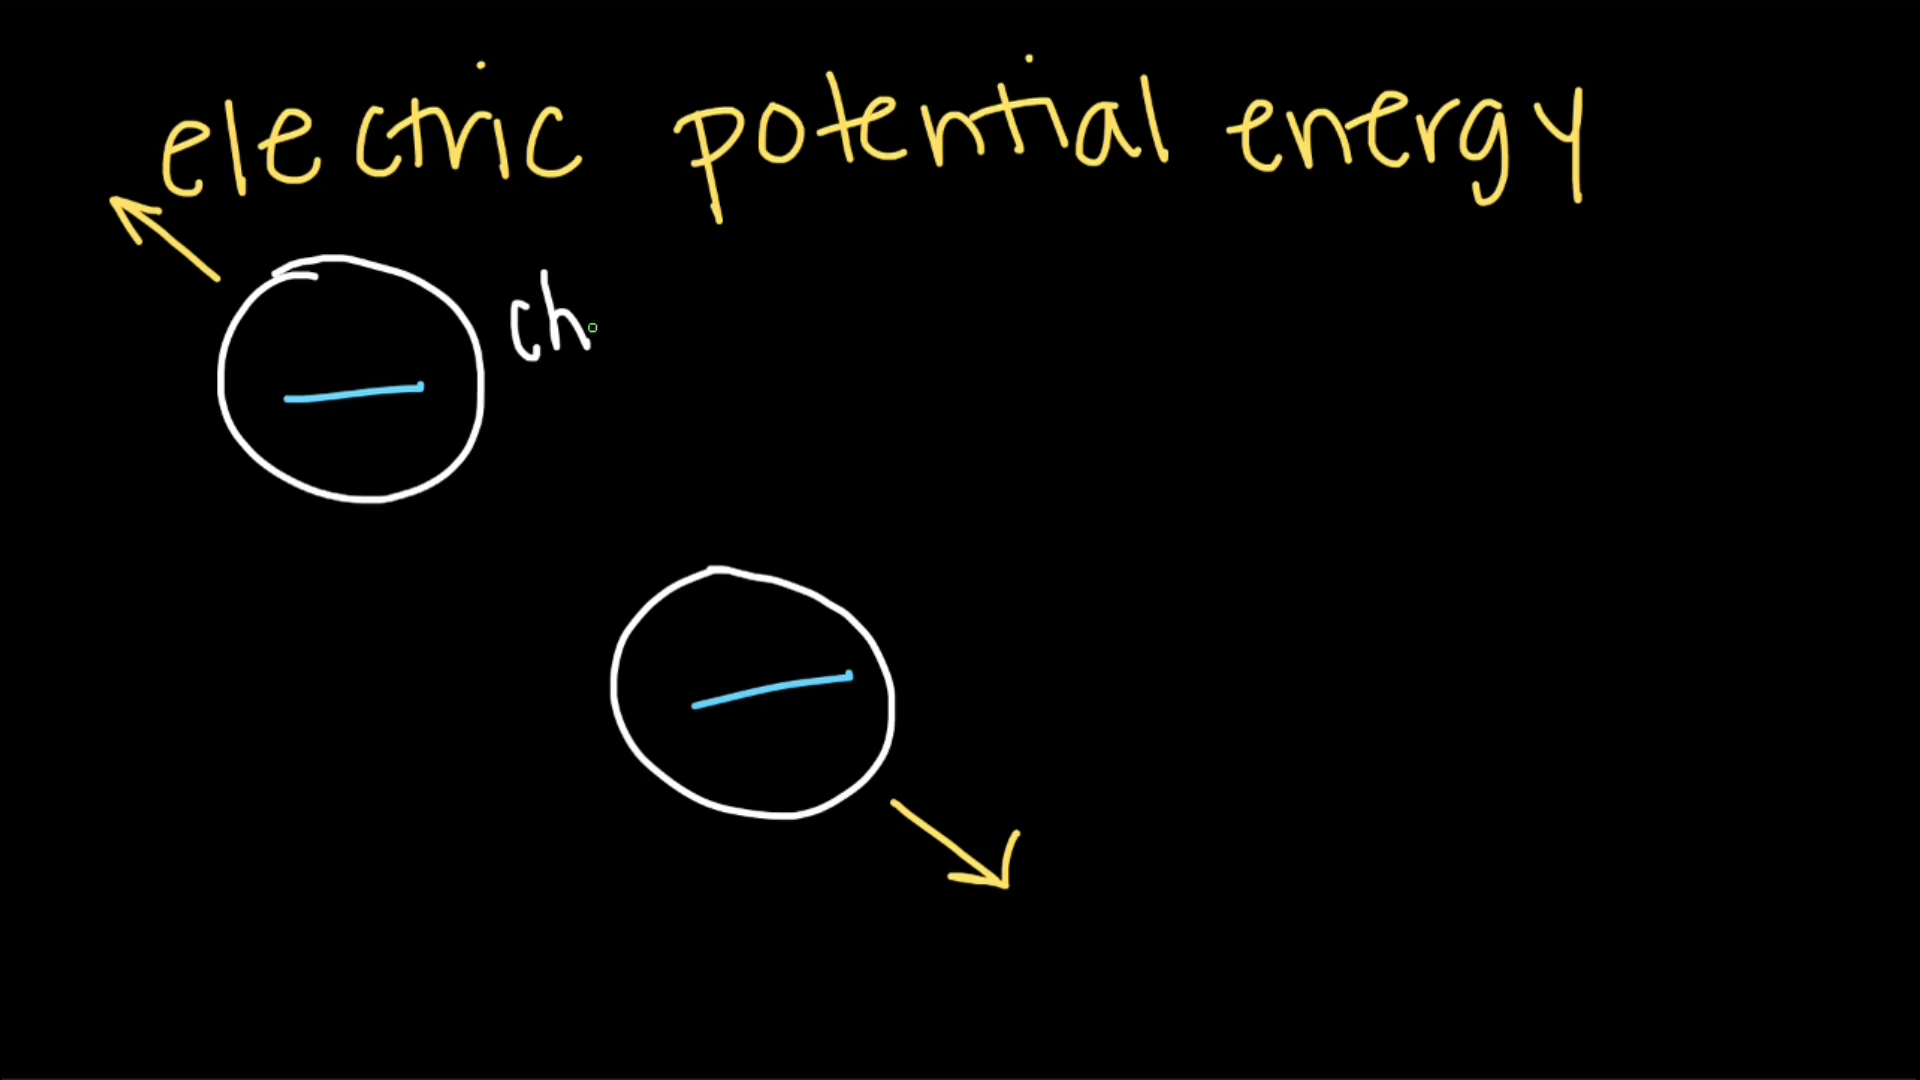 electric potential energy
ch
−
−